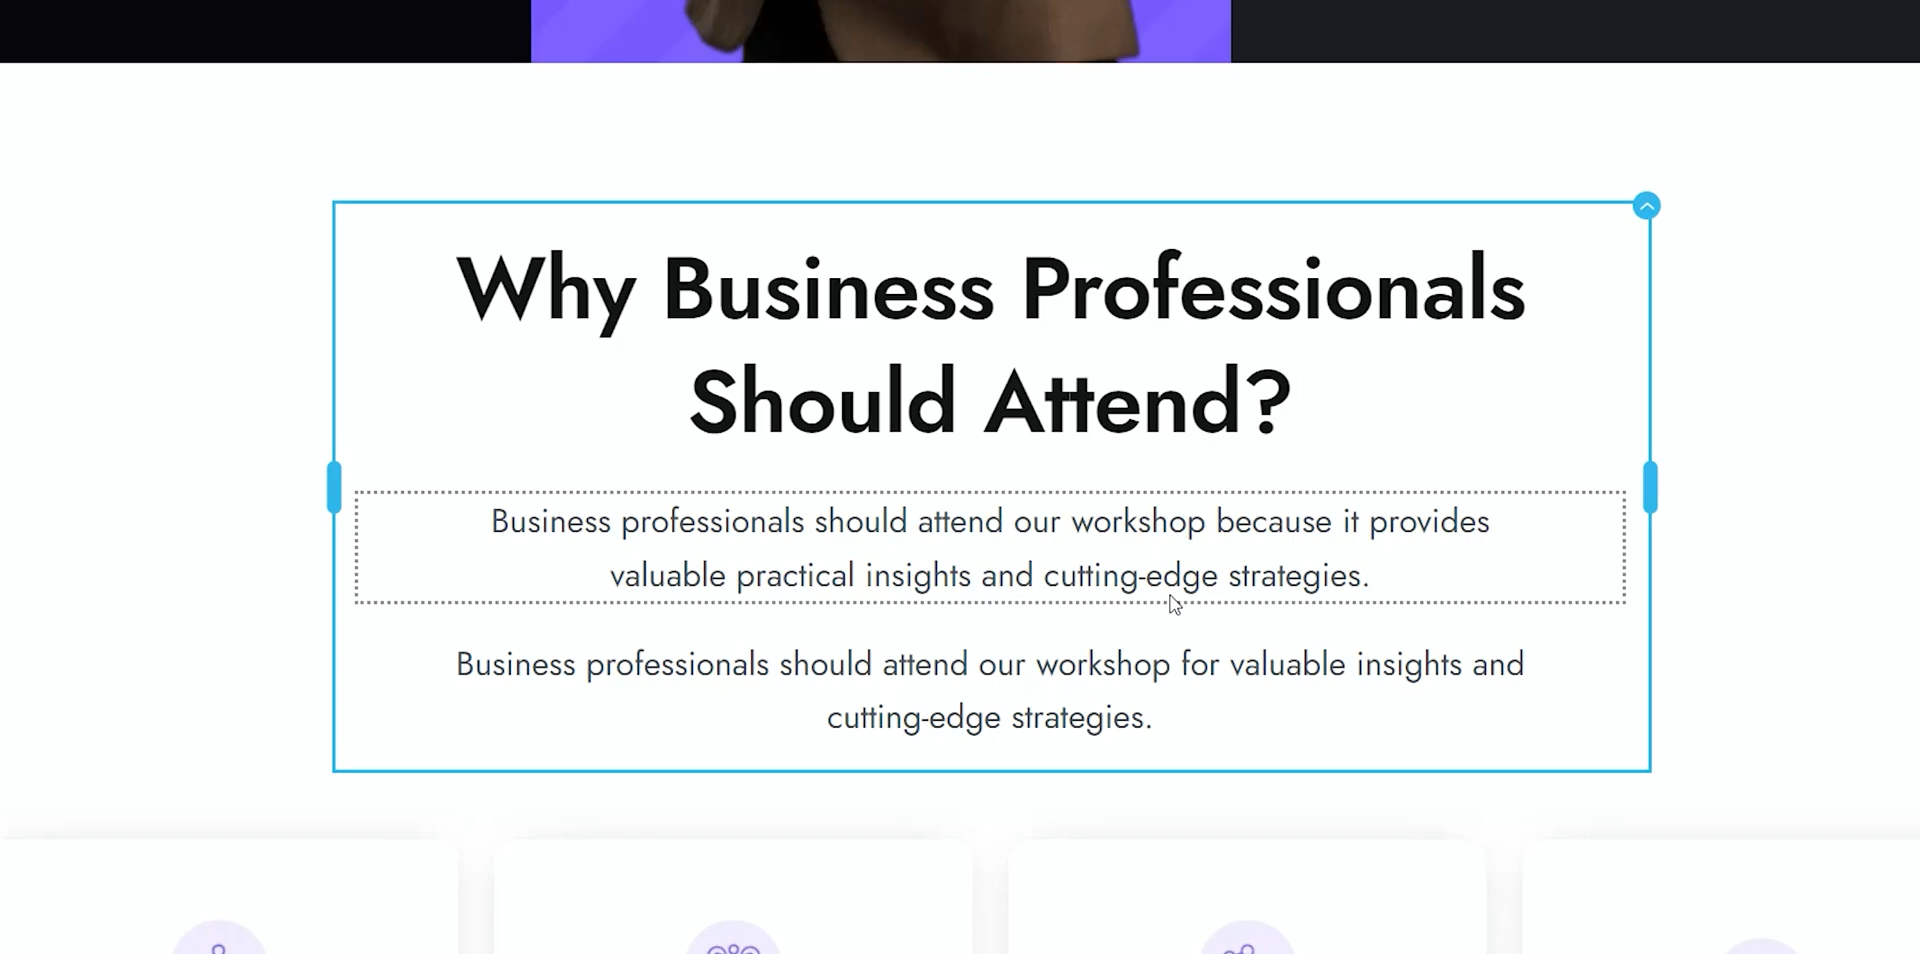 Why Business Professionals
Should Attend?
Business professionals should attend our workshop because it provides
valuable practical insights and cutting-edge strategies.
Business professionals should attend our workshop for valuable insights and
cutting-edge strategies.